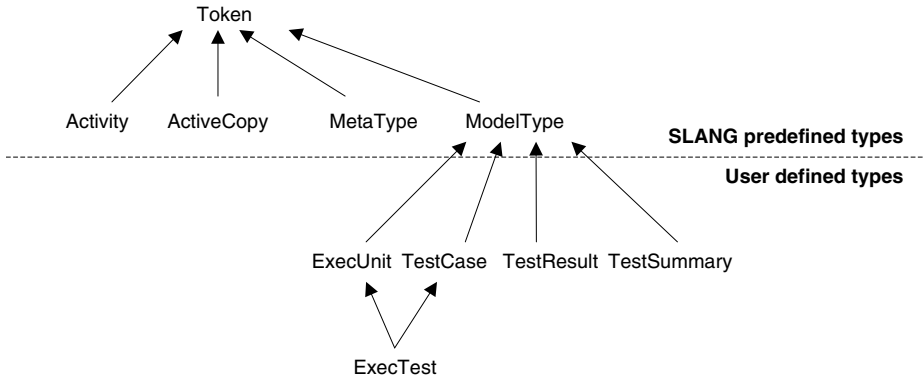 Token
Activity ActiveCopy MetaType ModelType
SLANG predefined types
User defined types
ExecUnit TestCase TestResult TestSummary
ExecTest